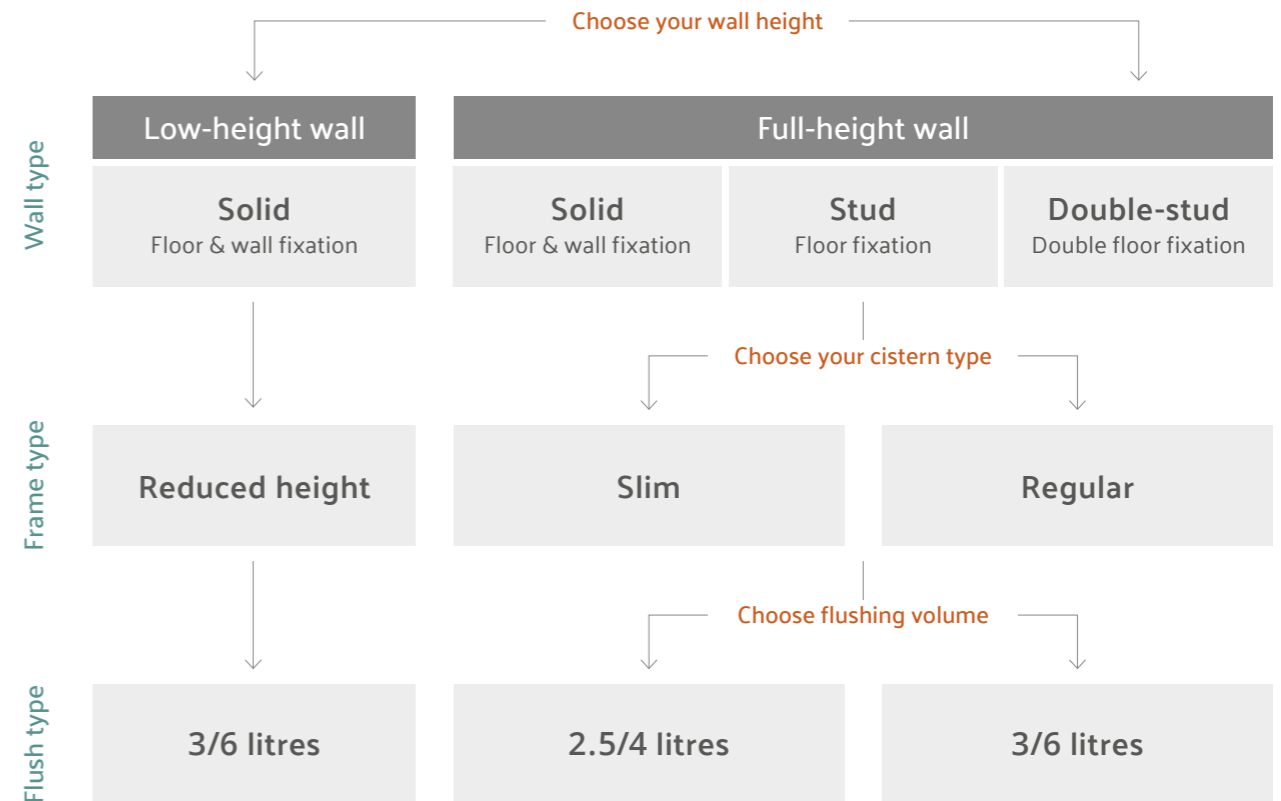 Choose your wall height
Wall type
Low-height wall
Full-height wall
Solid
Floor & wall fixation
Solid
Floor & wall fixation
Stud
Floor fixation
Double-stud
Double floor fixation
Choose your cistern type
Frame type
Reduced height
Slim
Regular
Choose flushing volume
Flush type
3/6 litres
2.5/4 litres
3/6 litres